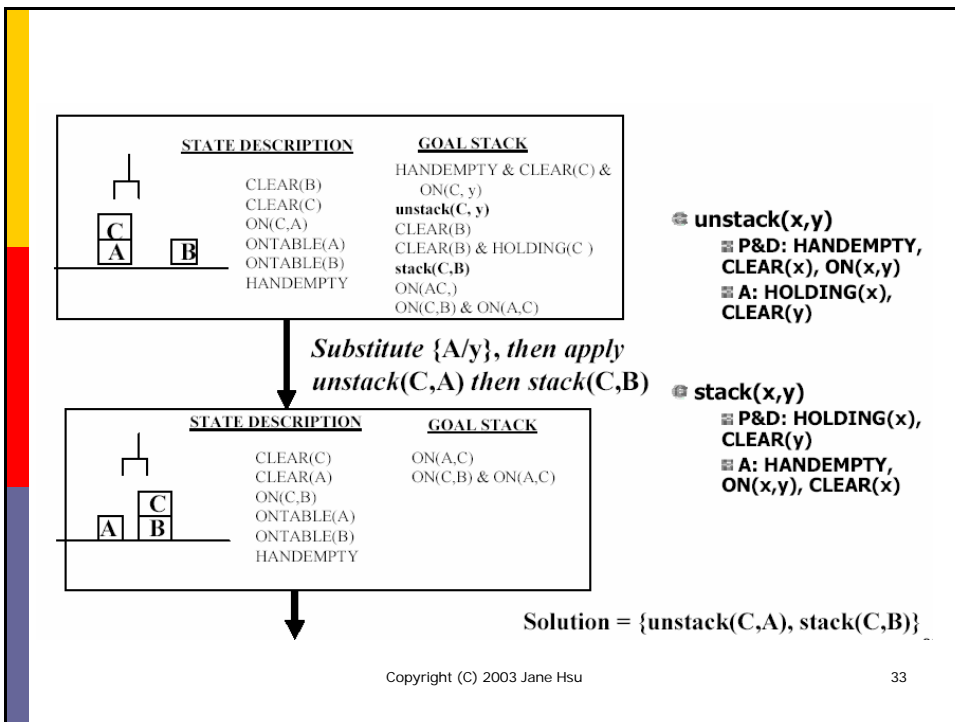 STATE DESCRIPTION
CLEAR(B)
CLEAR(C)
ON(C,A)
ONTABLE(A)
ONTABLE(B)
HANDEMPTY
GOAL STACK
HANDEMPTY & CLEAR(C) &
ON(C, y)
unstack(C, y)
CLEAR(B)
CLEAR(B) & HOLDING(C )
stack(C,B)
ON(AC,)
ON(C,B) & ON(A,C)
C
A
B
Substitute {A/y}, then apply
unstack(C,A) then stack(C,B)
STATE DESCRIPTION
CLEAR(C)
CLEAR(A)
ON(C,B)
ONTABLE(A)
ONTABLE(B)
HANDEMPTY
GOAL STACK
ON(A,C)
ON(C,B) & ON(A,C)
C
A B
unstack(x,y)
P&D: HANDEMPTY,
CLEAR(x), ON(x,y)
A: HOLDING(x),
CLEAR(y)
stack(x,y)
P&D: HOLDING(x),
CLEAR(y)
A: HANDEMPTY,
ON(x,y), CLEAR(x)
Solution = {unstack(C,A), stack(C,B)}
Copyright (C) 2003 Jane Hsu
33